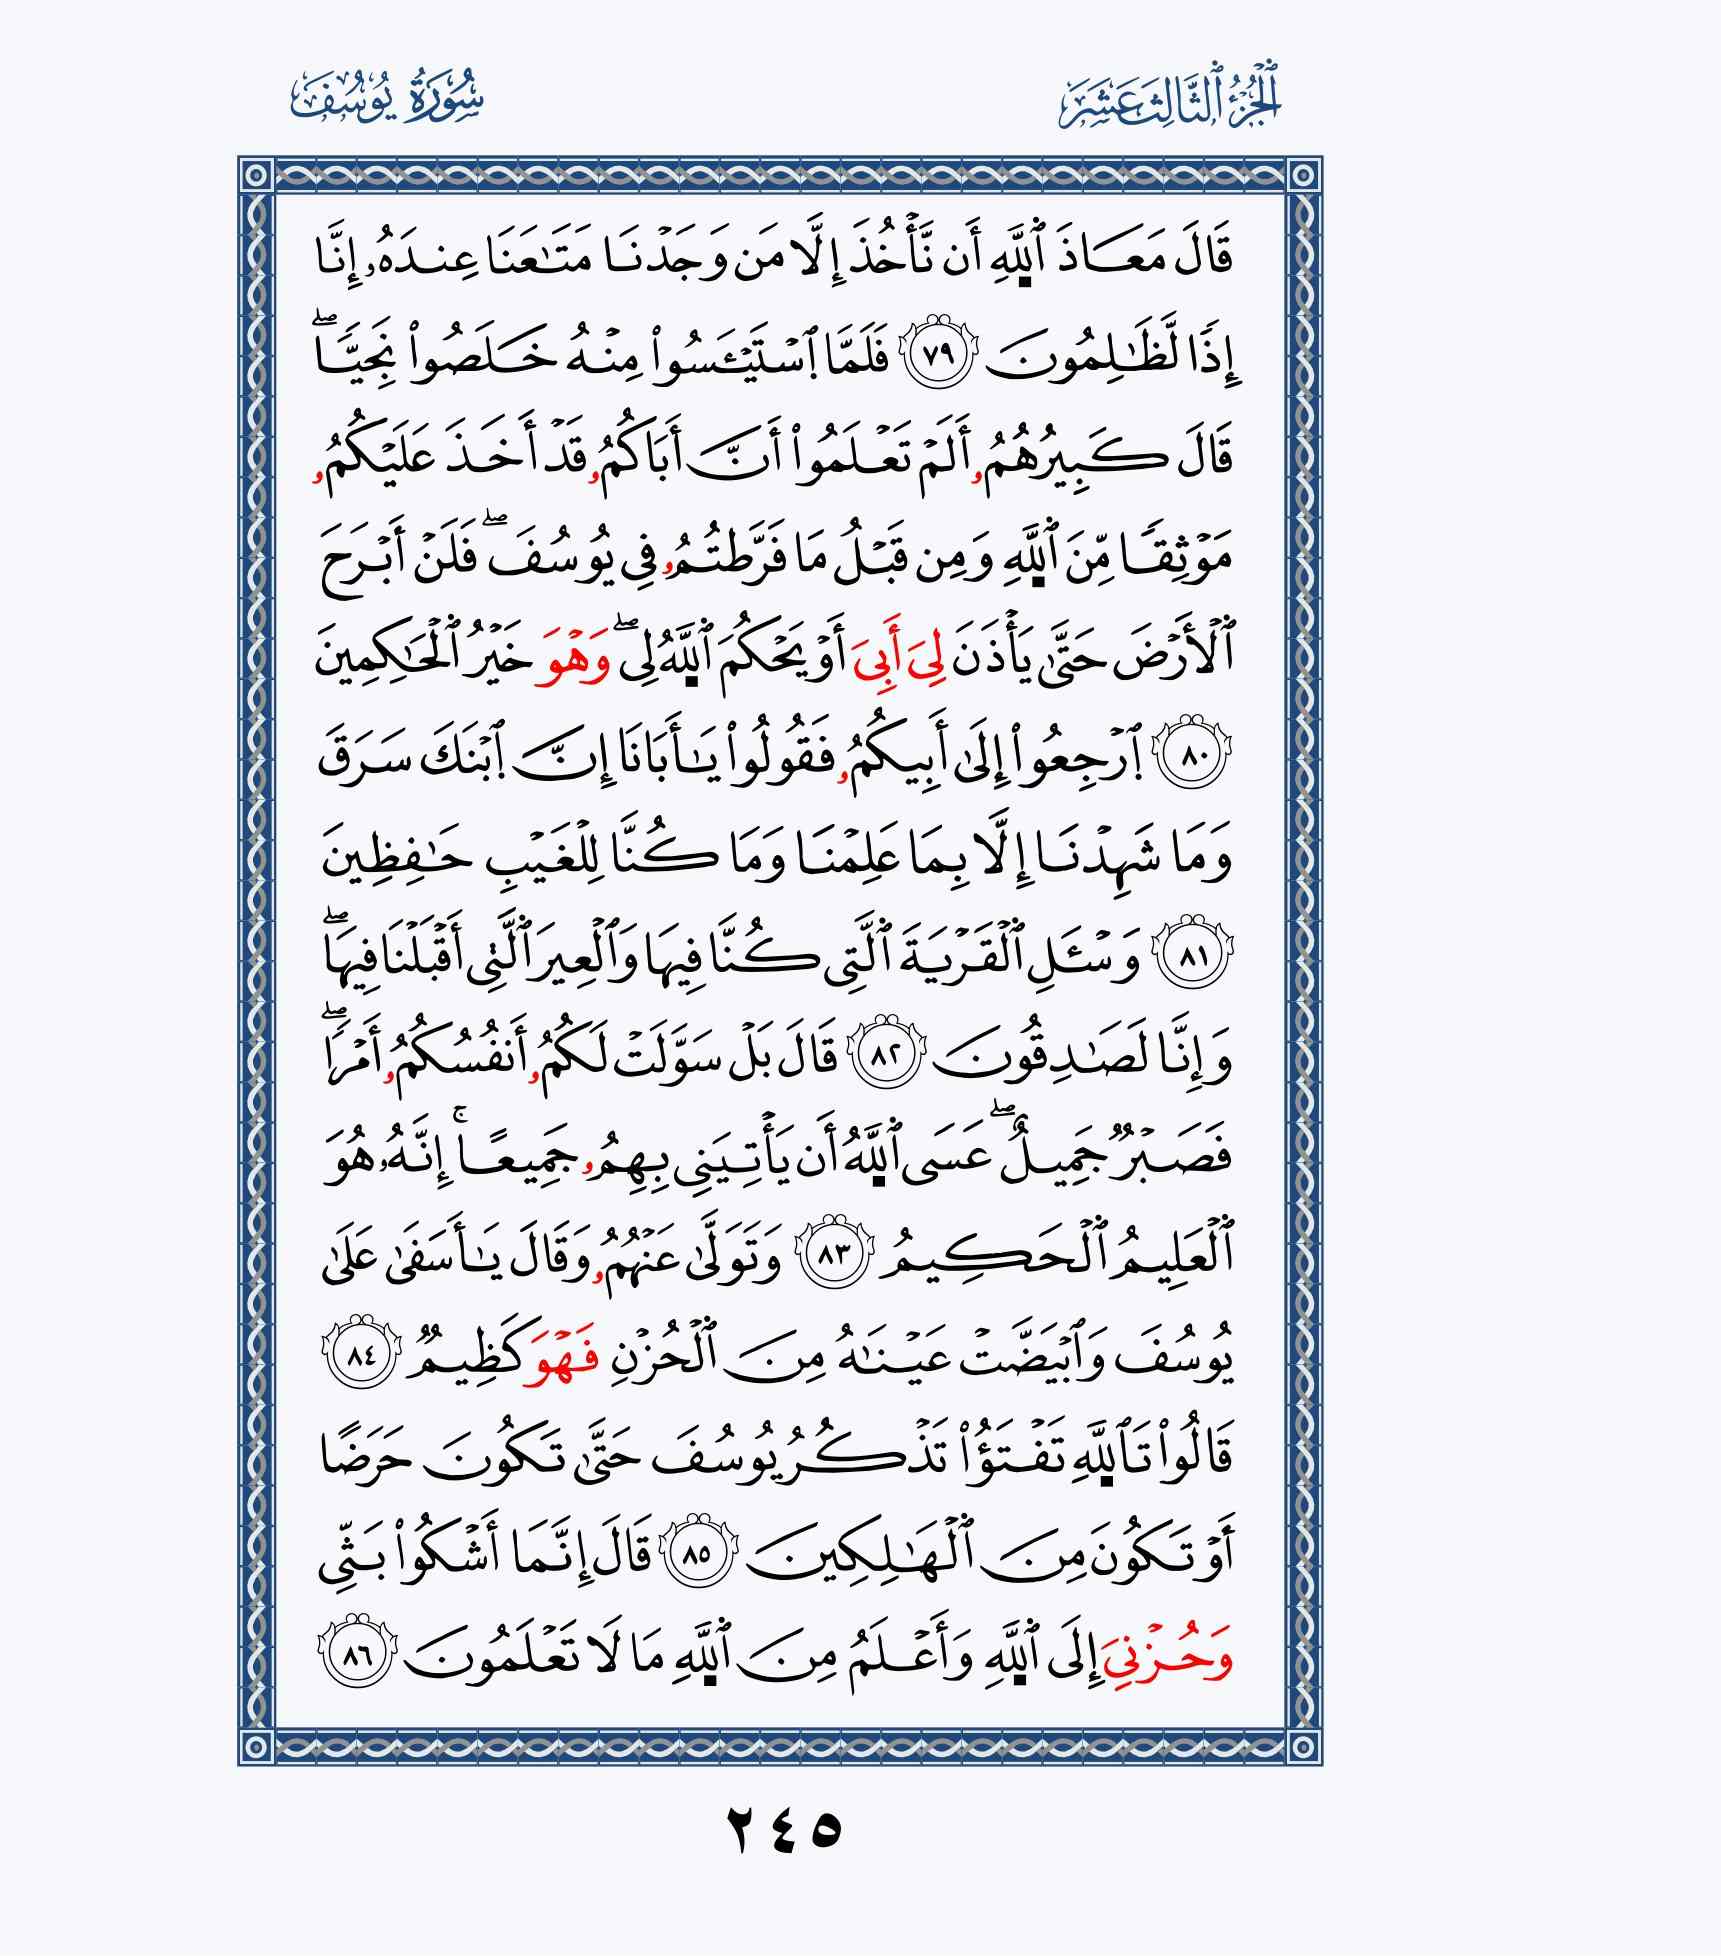 ٱلْجُزْءُ ٱلثَّالِثَ عَشَرَ
سُورَةُ يُوسُفَ
قَالَ مَعَاذَ ٱللَّهِ أَن نَّأْخُذَ إِلَّا مَن وَجَدْنَا مَتَـٰعَنَا عِندَهُۥ إِنَّا
إِذًا لَّظَـٰلِمُونَ ٧٩ فَلَمَّا ٱسْتَيْـَٔسُوا۟ مِنْهُ خَلَصُوا۟ نَجِيًّا ۖ
قَالَ كَبِيرُهُمُۥ أَلَمْ تَعْلَمُوا۟ أَنَّ أَبَاكُمُۥ قَدْ أَخَذَ عَلَيْكُمُۥ
مَوْثِقًا مِّنَ ٱللَّهِ وَمِن قَبْلُ مَا فَرَّطتُمُۥ فِى يُوسُفَ ۖ فَلَنْ أَبْرَحَ
ٱلْأَرْضَ حَتَّىٰ يَأْذَنَ لِىَ أَبِىَ أَوْ يَحْكُمَ ٱللَّهُ لِى ۖ وَهْوَ خَيْرُ ٱلْحَـٰكِمِينَ
٨٠ ٱرْجِعُوا۟ إِلَىٰ أَبِيكُمُۥ فَقُولُوا۟ يَـٰأَبَانَا إِنَّ ٱبْنَكَ سَرَقَ
وَمَا شَهِدْنَا إِلَّا بِمَا عَلِمْنَا وَمَا كُنَّا لِلْغَيْبِ حَـٰفِظِينَ
٨١ وَسْـَٔلِ ٱلْقَرْيَةَ ٱلَّتِى كُنَّا فِيهَا وَٱلْعِيرَ ٱلَّتِى أَقْبَلْنَا فِيهَا ۖ
وَإِنَّا لَصَـٰدِقُونَ ٨٢ قَالَ بَلْ سَوَّلَتْ لَكُمُۥ أَنفُسُكُمُۥ أَمْرًا ۖ
فَصَبْرٌ جَمِيلٌ ۖ عَسَى ٱللَّهُ أَن يَأْتِيَنِى بِهِمُۥ جَمِيعًا ۚ إِنَّهُۥ هُوَ
ٱلْعَلِيمُ ٱلْحَكِيمُ ٨٣ وَتَوَلَّىٰ عَنْهُمُۥ وَقَالَ يَـٰأَسَفَىٰ عَلَىٰ
يُوسُفَ وَٱبْيَضَّتْ عَيْنَـٰهُ مِنَ ٱلْحُزْنِ فَهْوَ كَظِيمٌ ٨٤
قَالُوا۟ تَٱللَّهِ تَفْتَؤُا۟ تَذْكُرُ يُوسُفَ حَتَّىٰ تَكُونَ حَرَضًا
أَوْ تَكُونَ مِنَ ٱلْهَـٰلِكِينَ ٨٥ قَالَ إِنَّمَا أَشْكُوا۟ بَثِّى
وَحُزْنِىَ إِلَى ٱللَّهِ وَأَعْلَمُ مِنَ ٱللَّهِ مَا لَا تَعْلَمُونَ ٨٦
٢٤٥